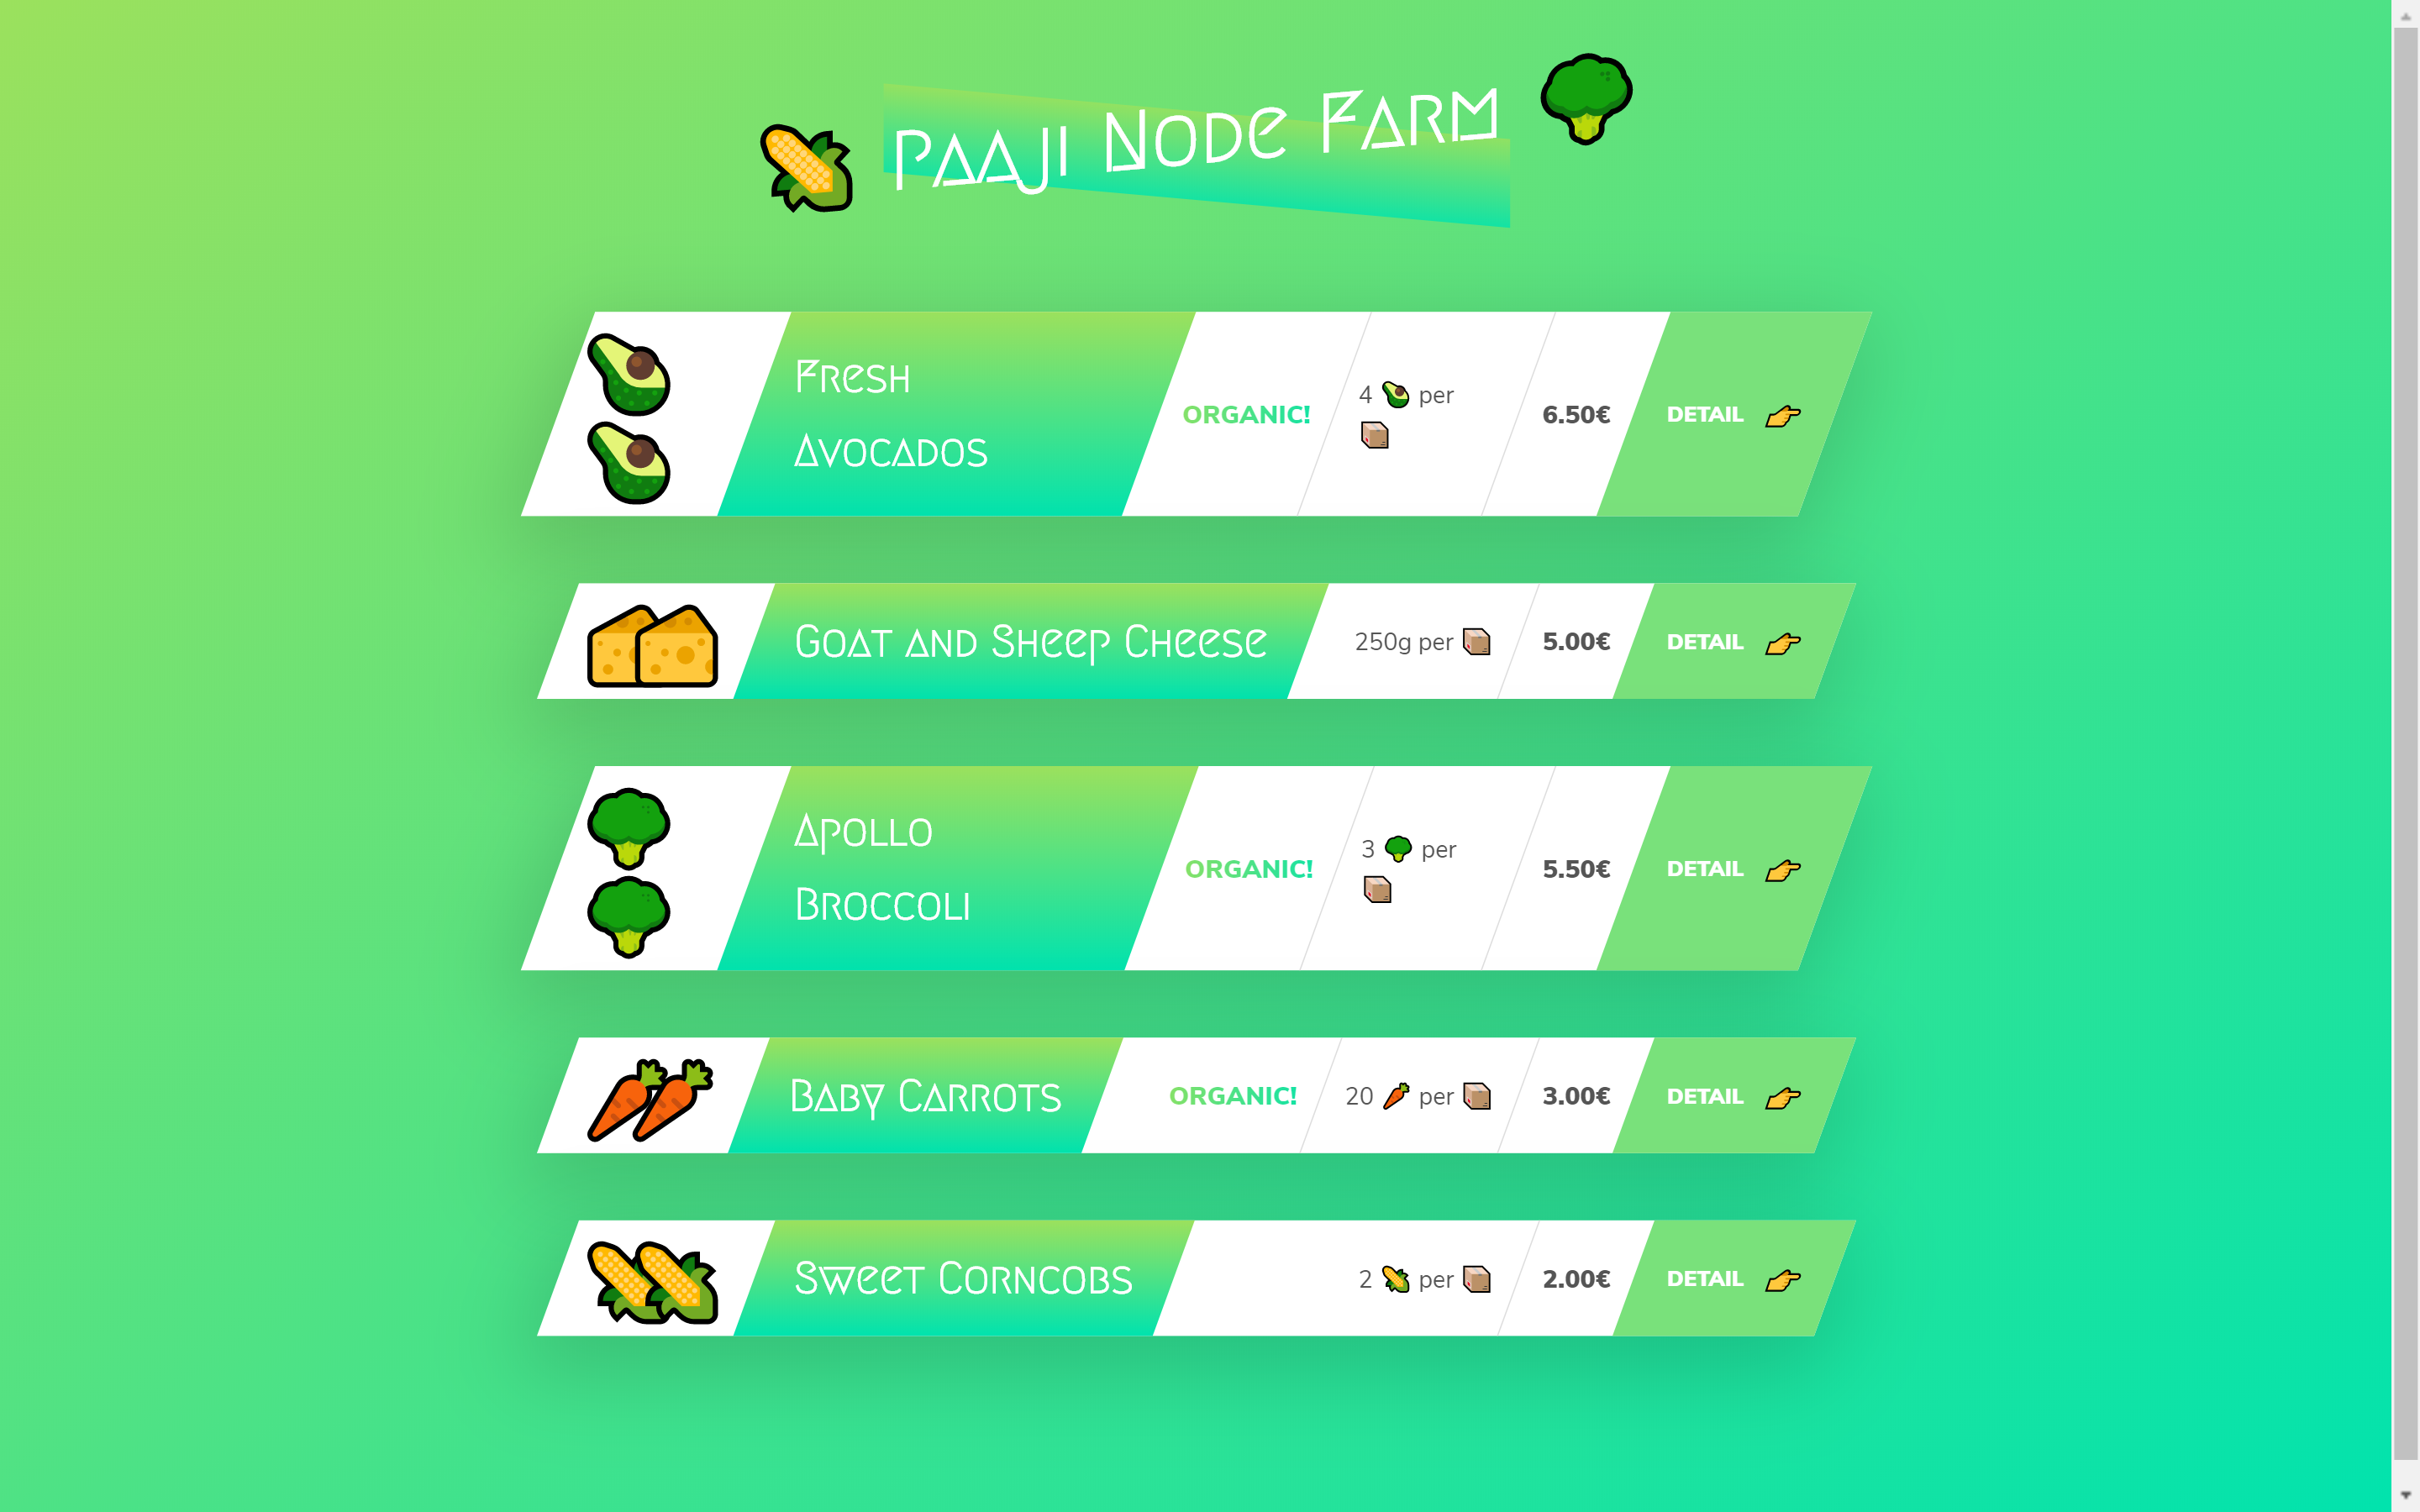 🌽 PAAJI Node Farm 🥦
🥑🥑 Fresh
Avocados
ORGANIC!
4 🥑 per
📦
6.50€
DETAIL 👉
🧀🧀 Goat and Sheep Cheese
250g per 📦
5.00€
DETAIL 👉
🥦🥦 Apollo
Broccoli
ORGANIC!
3 🥦 per
📦
5.50€
DETAIL 👉
🥕🥕 Baby Carrots
ORGANIC!
20 🥕 per 📦
3.00€
DETAIL 👉
🌽🌽 Sweet Corncobs
2 🌽 per 📦
2.00€
DETAIL 👉